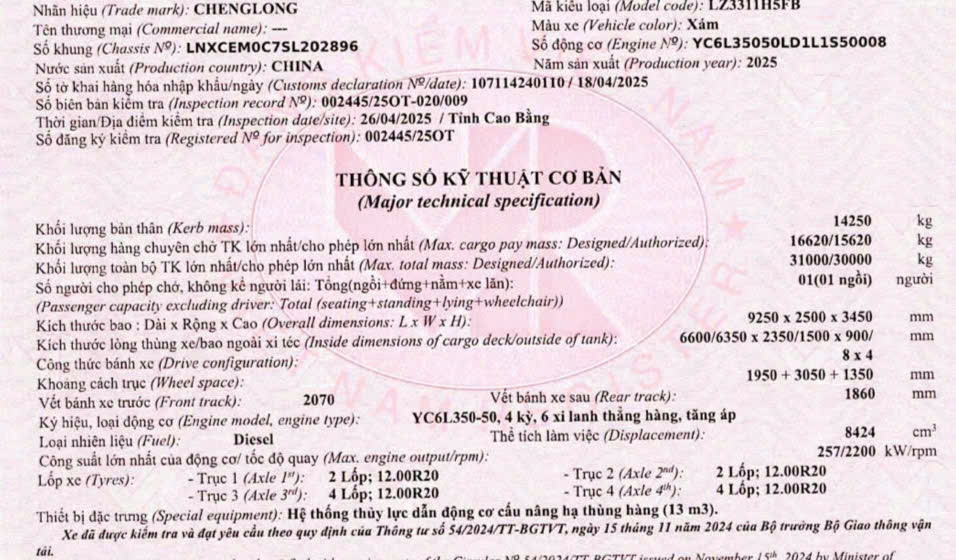 Nhãn hiệu (Trade mark): CHENGLONG
Mã kiểu loại (Model code): LZ3311H5FB
Tên thương mại (Commercial name): ---
Màu xe (Vehicle color): Xám
Số khung (Chassis Nº): LNXCEM0C7SL202896
Số động cơ (Engine Nº): YC6L35050LD1L1S50008
Nước sản xuất (Production country): CHINA
Năm sản xuất (Production year): 2025
Số tờ khai hàng hóa nhập khẩu/ngày (Customs declaration Nº/date): 107114240110 / 18/04/2025
Số biên bản kiểm tra (Inspection record Nº): 002445/25OT-020/009
Thời gian/Địa điểm kiểm tra (Inspection date/site): 26/04/2025 / Tỉnh Cao Bằng
Số đăng ký kiểm tra (Registered Nº for inspection): 002445/25OT
THÔNG SỐ KỸ THUẬT CƠ BẢN
(Major technical specification)
Khối lượng bản thân (Kerb mass): 14250 kg
Khối lượng hàng chuyên chở TK lớn nhất/cho phép lớn nhất (Max. cargo pay mass: Designed/Authorized): 16620/15620 kg
Khối lượng toàn bộ TK lớn nhất/cho phép lớn nhất (Max. total mass: Designed/Authorized): 31000/30000 kg
Số người cho phép chở, không kể người lái: Tổng(ngồi+đứng+nằm+xe lăn): 01(01 ngồi) người
(Passenger capacity excluding driver: Total (seating+standing+lying+wheelchair))
Kích thước bao : Dài x Rộng x Cao (Overall dimensions: L x W x H): 9250 x 2500 x 3450 mm
Kích thước lòng thùng xe/bao ngoài xi téc (Inside dimensions of cargo deck/outside of tank): 6600/6350 x 2350/1500 x 900/ mm
Công thức bánh xe (Drive configuration): 8 x 4
Khoảng cách trục (Wheel space): 1950 + 3050 + 1350 mm
Vết bánh xe trước (Front track): 2070 Vết bánh xe sau (Rear track): 1860 mm
Ký hiệu, loại động cơ (Engine model, engine type): YC6L350-50, 4 kỳ, 6 xi lanh thẳng hàng, tăng áp
Loại nhiên liệu (Fuel): Diesel Thể tích làm việc (Displacement): 8424 cm³
Công suất lớn nhất của động cơ/ tốc độ quay (Max. engine output/rpm): 257/2200 kW/rpm
Lốp xe (Tyres): - Trục 1 (Axle 1st): 2 Lốp; 12.00R20 - Trục 2 (Axle 2nd): 2 Lốp; 12.00R20
- Trục 3 (Axle 3rd): 4 Lốp; 12.00R20 - Trục 4 (Axle 4th): 4 Lốp; 12.00R20
Thiết bị đặc trưng (Special equipment): Hệ thống thủy lực dẫn động cơ cấu nâng hạ thùng hàng (13 m3).
Xe đã được kiểm tra và đạt yêu cầu theo quy định của Thông tư số 54/2024/TT-BGTVT, ngày 15 tháng 11 năm 2024 của Bộ trưởng Bộ Giao thông vận
tải.
54/2024/TT-BGTVT issued on November 15th, 2024 by Minister of